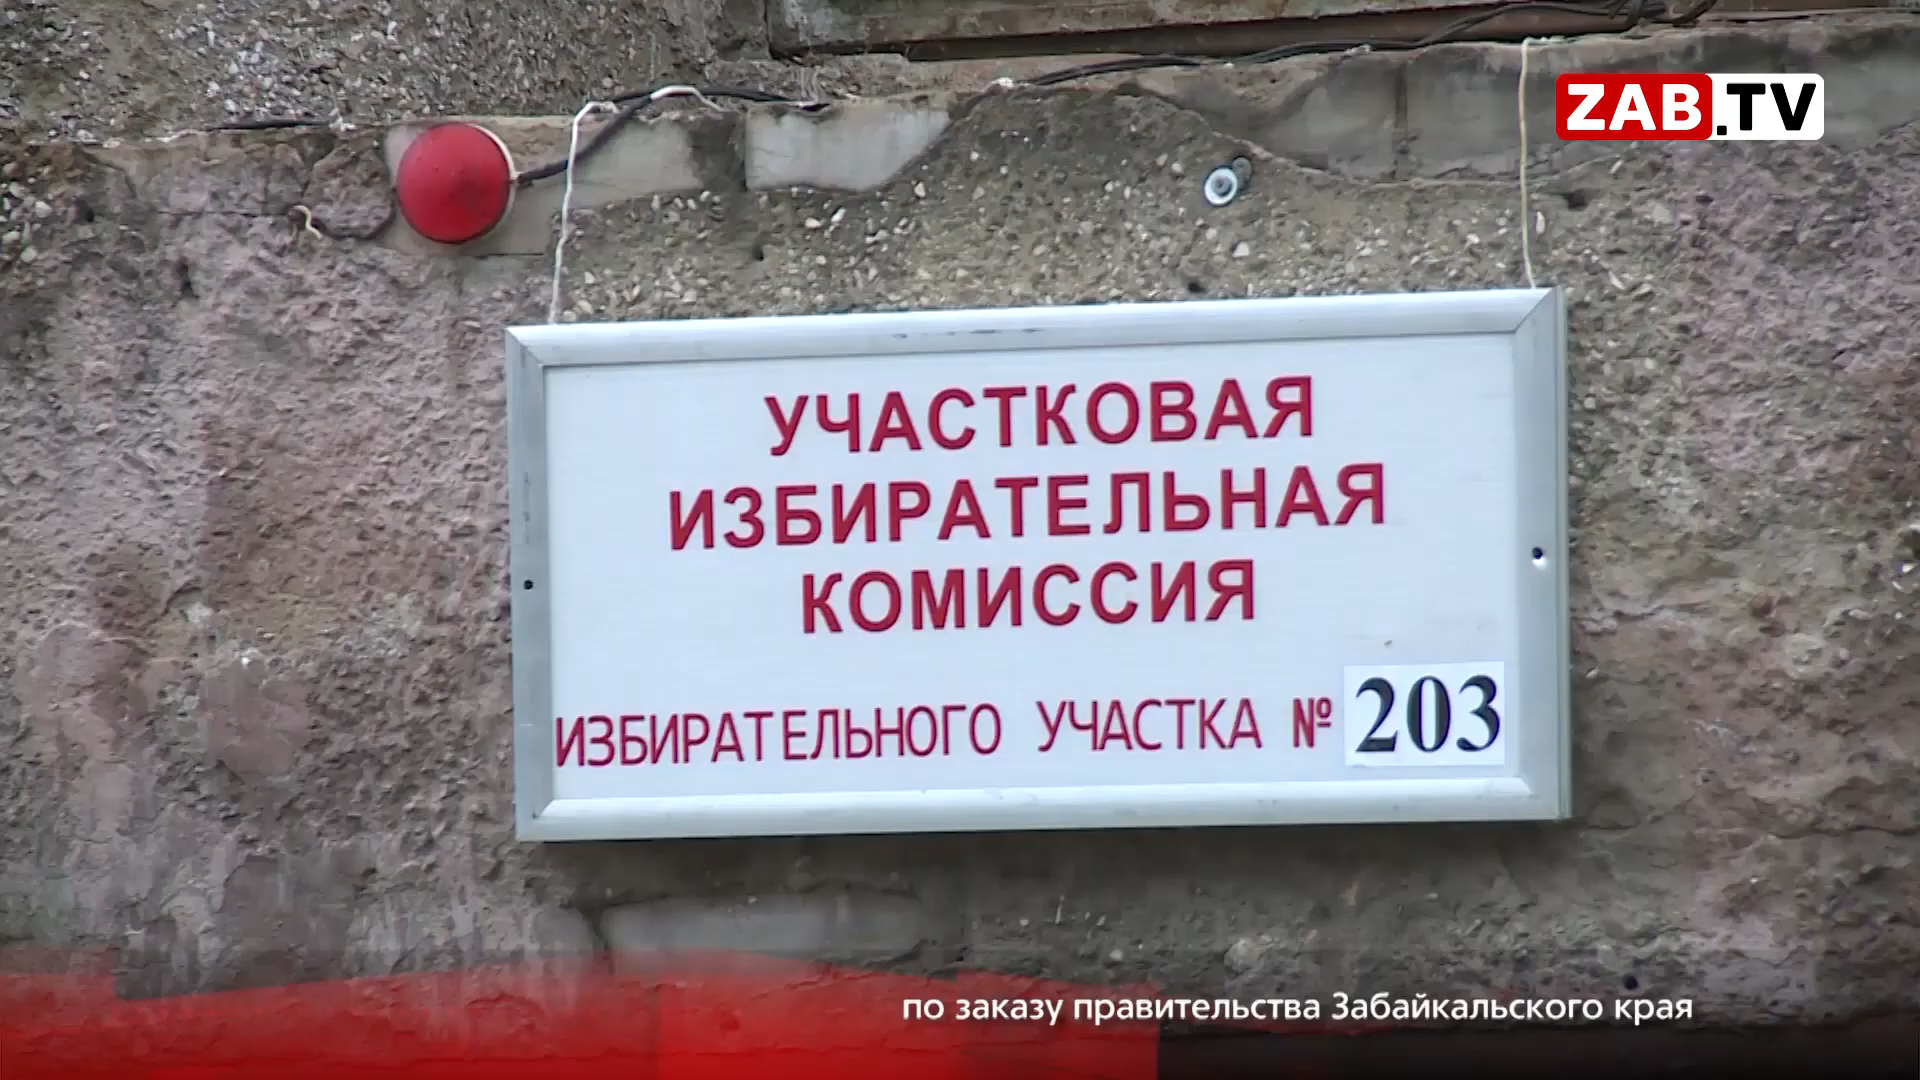 ZAB.TV
УЧАСТКОВАЯ
ИЗБИРАТЕЛЬНАЯ
КОМИССИЯ
ИЗБИРАТЕЛЬНОГО УЧАСТКА № 203
по заказу правительства Забайкальского края